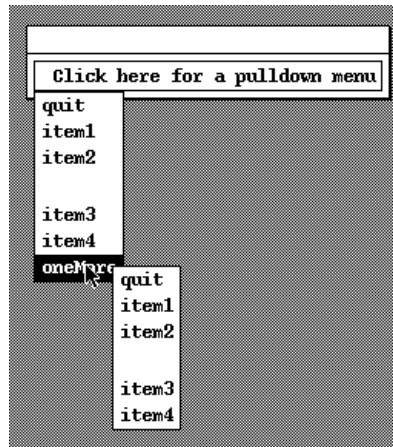 Click here for a pulldown menu
quit
item1
item2
item3
item4
oneMore
quit
item1
item2
item3
item4